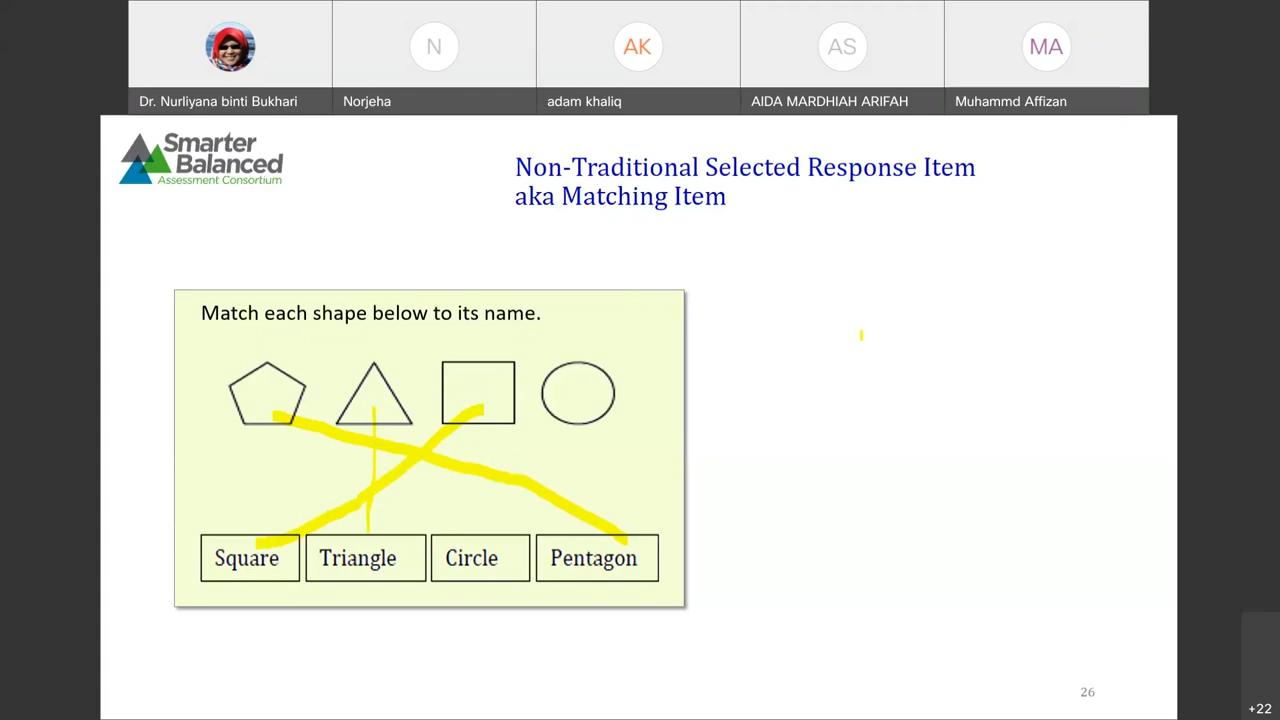 N
AK
AS
MA
Dr. Nurliyana binti Bukhari
Norjeha
adam khaliq
AIDA MARDHIAH ARIFAH
Muhammd Affizan
Smarter
Balanced
Assessment Consortium
Non-Traditional Selected Response Item
aka Matching Item
Match each shape below to its name.
Square
Triangle
Circle
Pentagon
26
+22